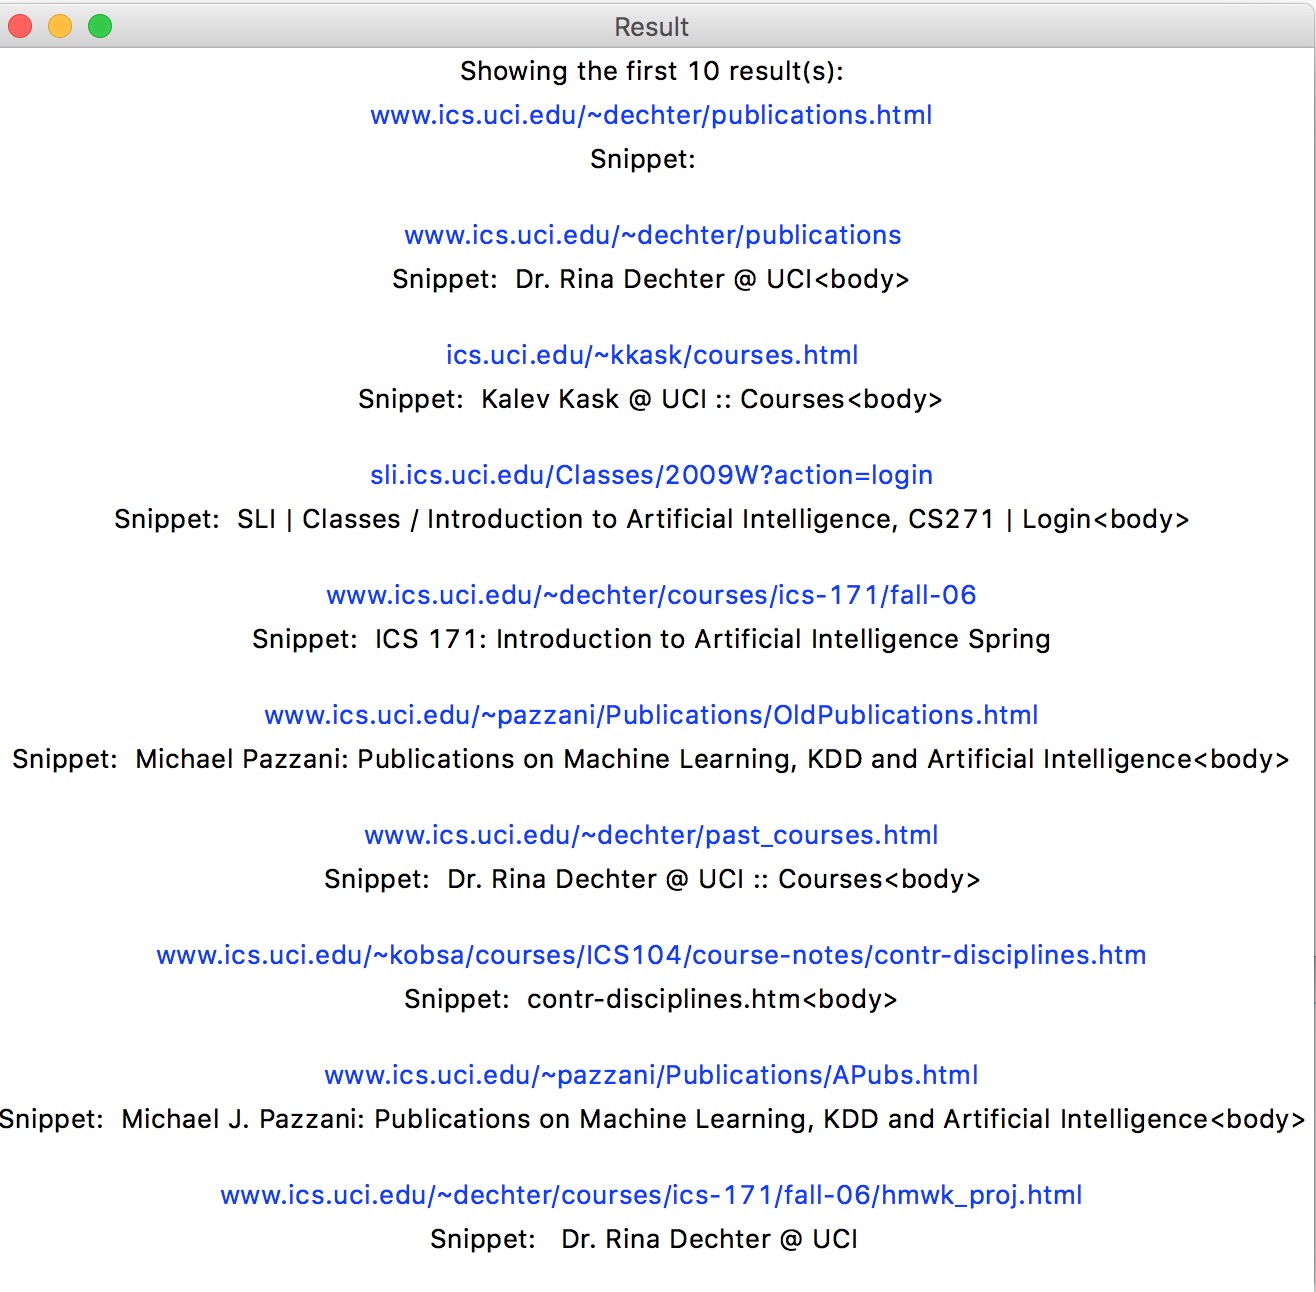 Result
Showing the first 10 result(s):
www.ics.uci.edu/~dechter/publications.html
Snippet:
www.ics.uci.edu/~dechter/publications
Snippet:  Dr. Rina Dechter @ UCI<body>
ics.uci.edu/~kkask/courses.html
Snippet:  Kalev Kask @ UCI :: Courses<body>
sli.ics.uci.edu/Classes/2009W?action=login
Snippet:  SLI | Classes / Introduction to Artificial Intelligence, CS271 | Login<body>
www.ics.uci.edu/~dechter/courses/ics-171/fall-06
Snippet:  ICS 171: Introduction to Artificial Intelligence Spring
www.ics.uci.edu/~pazzani/Publications/OldPublications.html
Snippet:  Michael Pazzani: Publications on Machine Learning, KDD and Artificial Intelligence<body>
www.ics.uci.edu/~dechter/past_courses.html
Snippet:  Dr. Rina Dechter @ UCI :: Courses<body>
www.ics.uci.edu/~kobsa/courses/ICS104/course-notes/contr-disciplines.htm
Snippet:  contr-disciplines.htm<body>
www.ics.uci.edu/~pazzani/Publications/APubs.html
Snippet:  Michael J. Pazzani: Publications on Machine Learning, KDD and Artificial Intelligence<body>
www.ics.uci.edu/~dechter/courses/ics-171/fall-06/hmwk_proj.html
Snippet:   Dr. Rina Dechter @ UCI